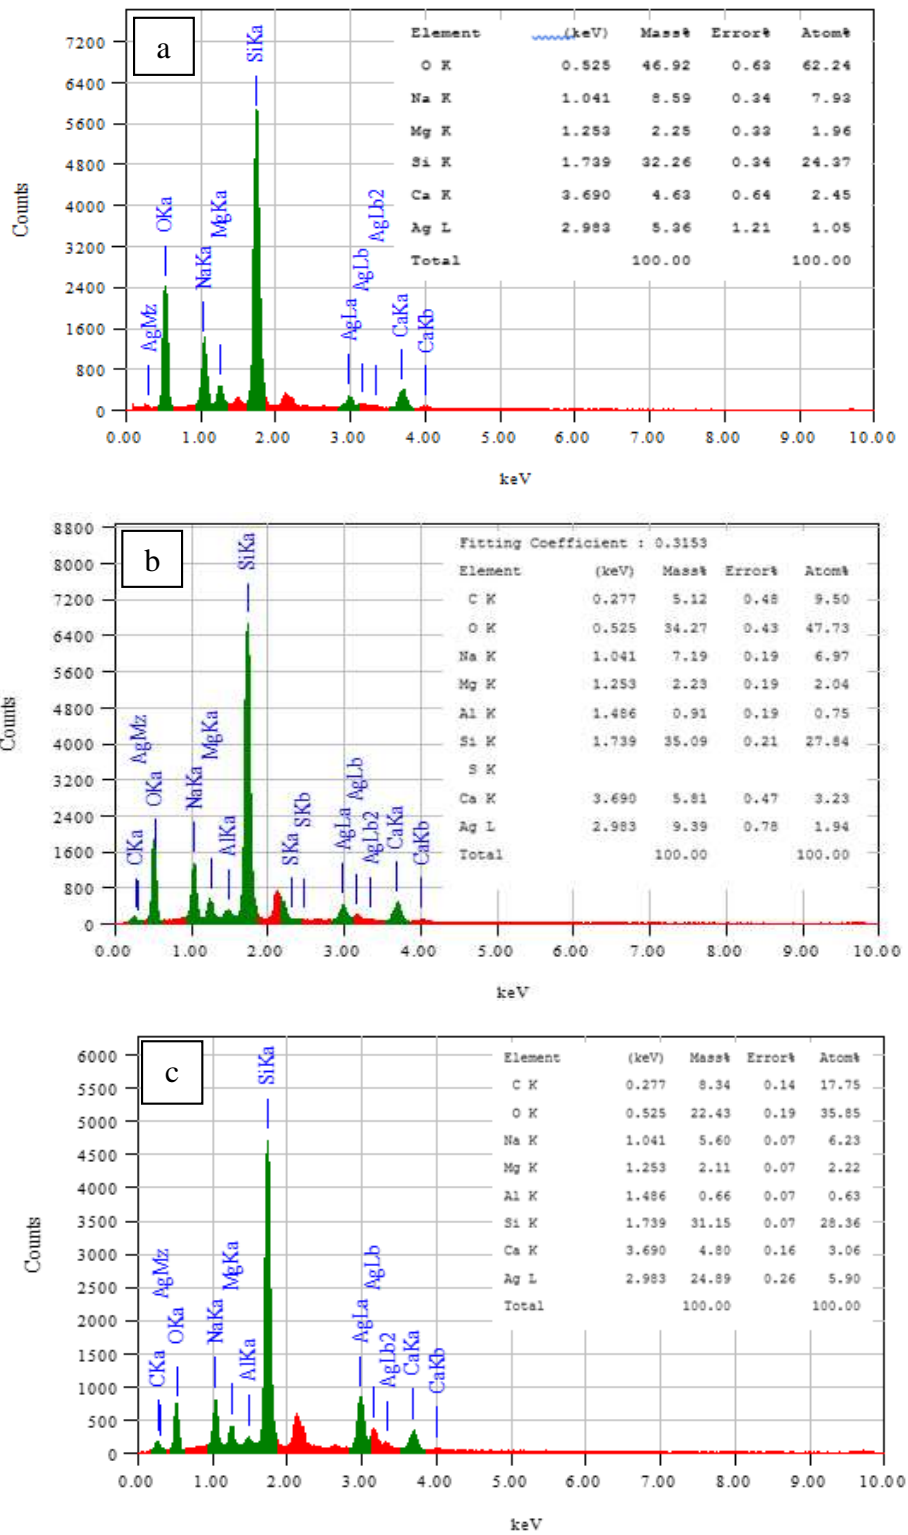 a
Element (keV) Mass% Error% Atom%
O K 0.525 46.92 0.63 62.24
Na K 1.041 8.59 0.34 7.93
Mg K 1.253 2.25 0.33 1.96
Si K 1.739 32.26 0.34 24.37
Ca K 3.690 4.63 0.64 2.45
Ag L 2.983 5.36 1.21 1.05
Total 100.00 100.00
7200
6400
5600
4800
4000
3200
2400
1600
800
0
Counts
AgMz
OKa
NaKa
MgKa
SiKa
AgLa
AgLb
AgLb2
CaKa
CaKb
0.00 1.00 2.00 3.00 4.00 5.00 6.00 7.00 8.00 9.00 10.00
keV
b
Fitting Coefficient : 0.3153
Element (keV) Mass% Error% Atom%
C K 0.277 5.12 0.48 9.50
O K 0.525 34.27 0.43 47.73
Na K 1.041 7.19 0.19 6.97
Mg K 1.253 2.23 0.19 2.04
Al K 1.486 0.91 0.19 0.75
Si K 1.739 35.09 0.21 27.84
S K
Ca K 3.690 5.81 0.47 3.23
Ag L 2.983 9.39 0.78 1.94
Total 100.00 100.00
8800
8000
7200
6400
5600
4800
4000
3200
2400
1600
800
0
Counts
CKa
AgMz
OKa
NaKa
MgKa
AlKa
SiKa
SKa
SKb
AgLa
AgLb
AgLb2
CaKa
CaKb
0.00 1.00 2.00 3.00 4.00 5.00 6.00 7.00 8.00 9.00 10.00
keV
c
Element (keV) Mass% Error% Atom%
C K 0.277 8.34 0.14 17.75
O K 0.525 22.43 0.19 35.85
Na K 1.041 5.60 0.07 6.23
Mg K 1.253 2.11 0.07 2.22
Al K 1.486 0.66 0.07 0.63
Si K 1.739 31.15 0.07 28.36
Ca K 3.690 4.80 0.16 3.06
Ag L 2.983 24.89 0.26 5.90
Total 100.00 100.00
6000
5500
5000
4500
4000
3500
3000
2500
2000
1500
1000
500
0
Counts
CKa
AgMz
OKa
NaKa
MgKa
AlKa
SiKa
AgLa
AgLb
AgLb2
CaKa
CaKb
0.00 1.00 2.00 3.00 4.00 5.00 6.00 7.00 8.00 9.00 10.00
keV